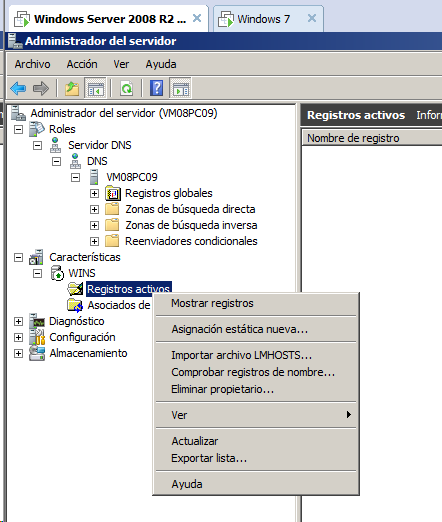 Windows Server 2008 R2 ...
Windows 7
Administrador del servidor
Archivo Acción Ver Ayuda
Administrador del servidor (VM08PC09)
Roles
Servidor DNS
DNS
VM08PC09
Registros globales
Zonas de búsqueda directa
Zonas de búsqueda inversa
Reenviadores condicionales
Características
WINS
Registros activos
Asociados de
Diagnóstico
Configuración
Almacenamiento
Registros activos Infor
Nombre de registro
Mostrar registros
Asignación estática nueva...
Importar archivo LMHOSTS...
Comprobar registros de nombre...
Eliminar propietario...
Ver
Actualizar
Exportar lista...
Ayuda